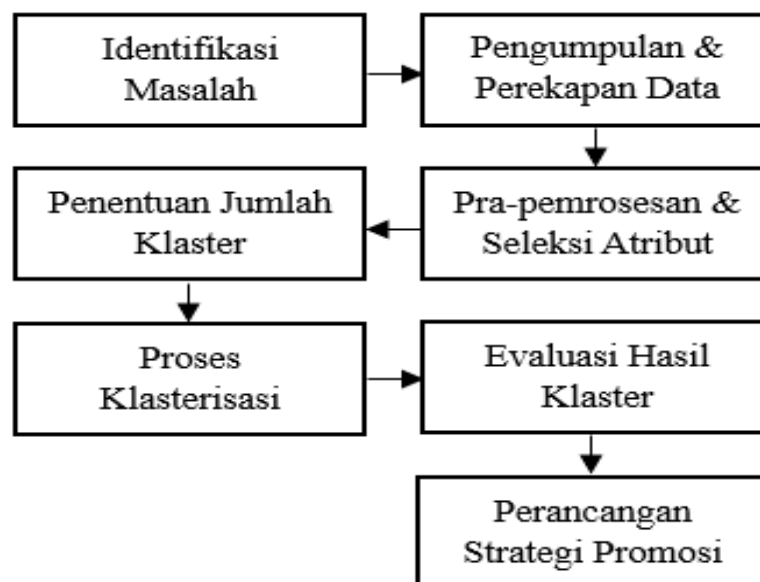 Identifikasi
Masalah
Pengumpulan &
Perekapan Data
Pra-pemrosesan &
Seleksi Atribut
Penentuan Jumlah
Klaster
Proses
Klasterisasi
Evaluasi Hasil
Klaster
Perancangan
Strategi Promosi